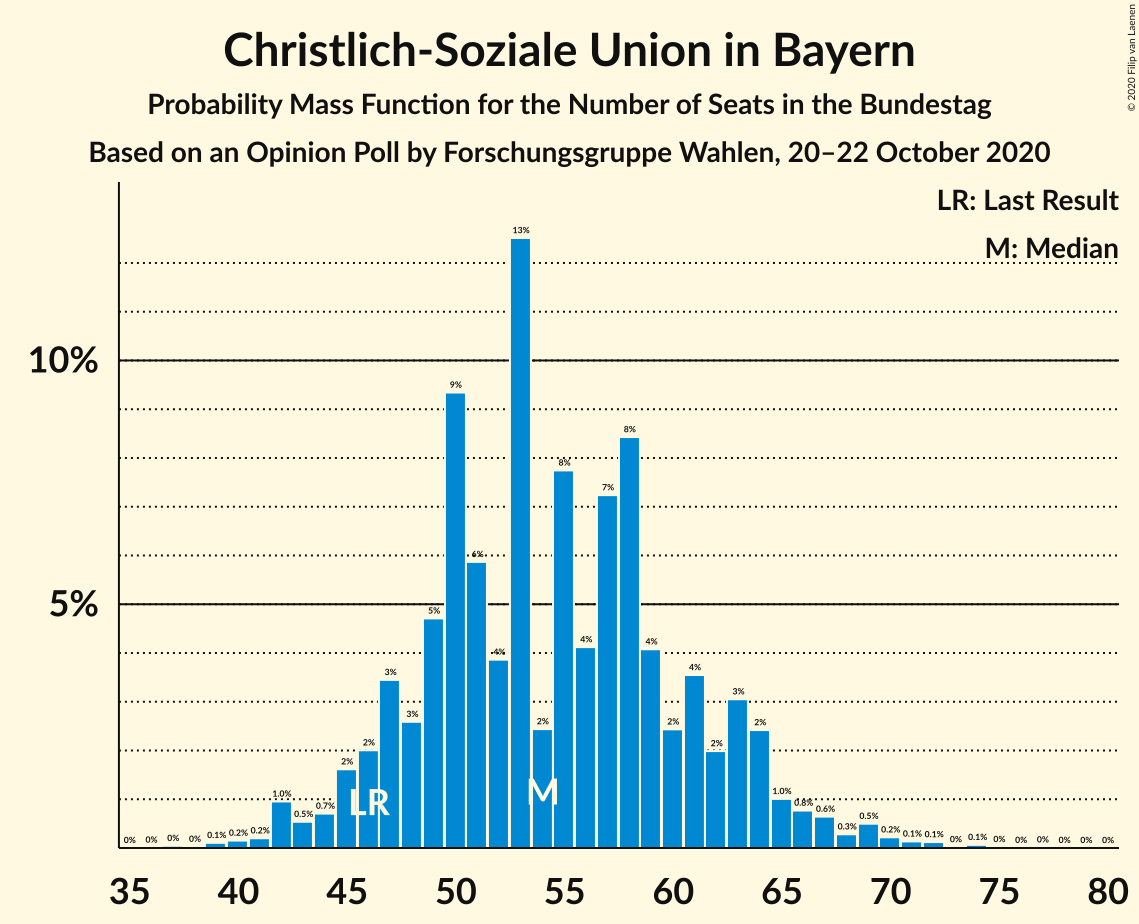 Christlich-Soziale Union in Bayern
Probability Mass Function for the Number of Seats in the Bundestag
Based on an Opinion Poll by Forschungsgruppe Wahlen, 20–22 October 2020
© 2020 Filip van Laenen
LR: Last Result
M: Median
10%
5%
0% 0% 0% 0% 0.1% 0.2% 0.2% 1.0% 0.5% 0.7% 2% 2% 3% 3% 5% 9% 6% 4% 13% 2% 8% 4% 7% 8% 4% 2% 4% 2% 3% 2% 1.0% 0.8% 0.6% 0.3% 0.5% 0.2% 0.1% 0.1% 0% 0.1% 0% 0% 0% 0% 0% 0%
LR M
35 40 45 50 55 60 65 70 75 80